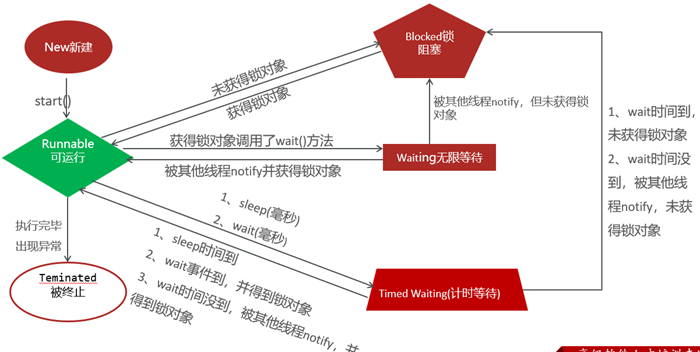 New新建
start()
Runnable
可运行
执行完毕
出现异常
Teminated
被终止
Blocked锁
阻塞
未获得锁对象
获得锁对象
获得锁对象调用了wait()方法
被其他线程notify并获得锁对象
被其他线程notify，但未获得锁
对象
Waiting无限等待
1、sleep(毫秒)
2、wait(毫秒)
1、sleep时间到
2、wait事件到，并得到锁对象
3、wait时间没到，被其他线程notify，并
得到锁对象
Timed Waiting(计时等待)
1、wait时间到，
未获得锁对象
2、wait时间没
到，被其他线
程notify，未获
得锁对象